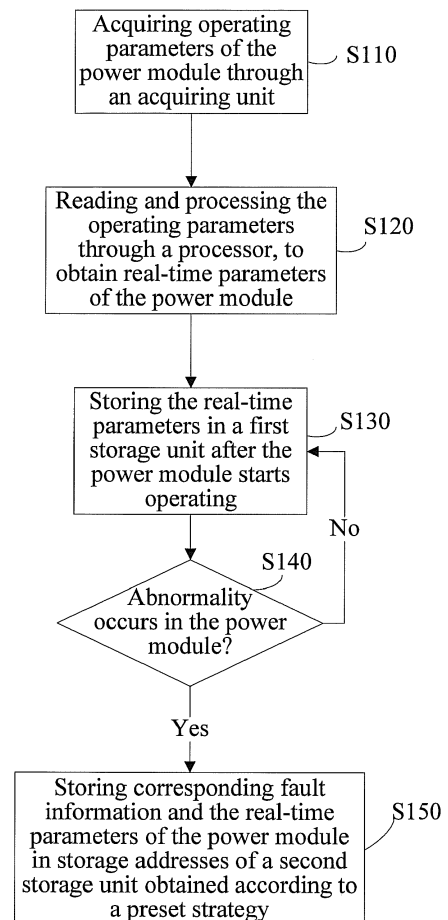 Acquiring operating
parameters of the
power module through
an acquiring unit
S110
Reading and processing the
operating parameters
through a processor, to
obtain real-time parameters
of the power module
S120
Storing the real-time
parameters in a first
storage unit after the
power module starts
operating
S130
No
S140
Abnormality
occurs in the power
module?
Yes
Storing corresponding fault
information and the real-time
parameters of the power module
in storage addresses of a second
storage unit obtained according to
a preset strategy
S150